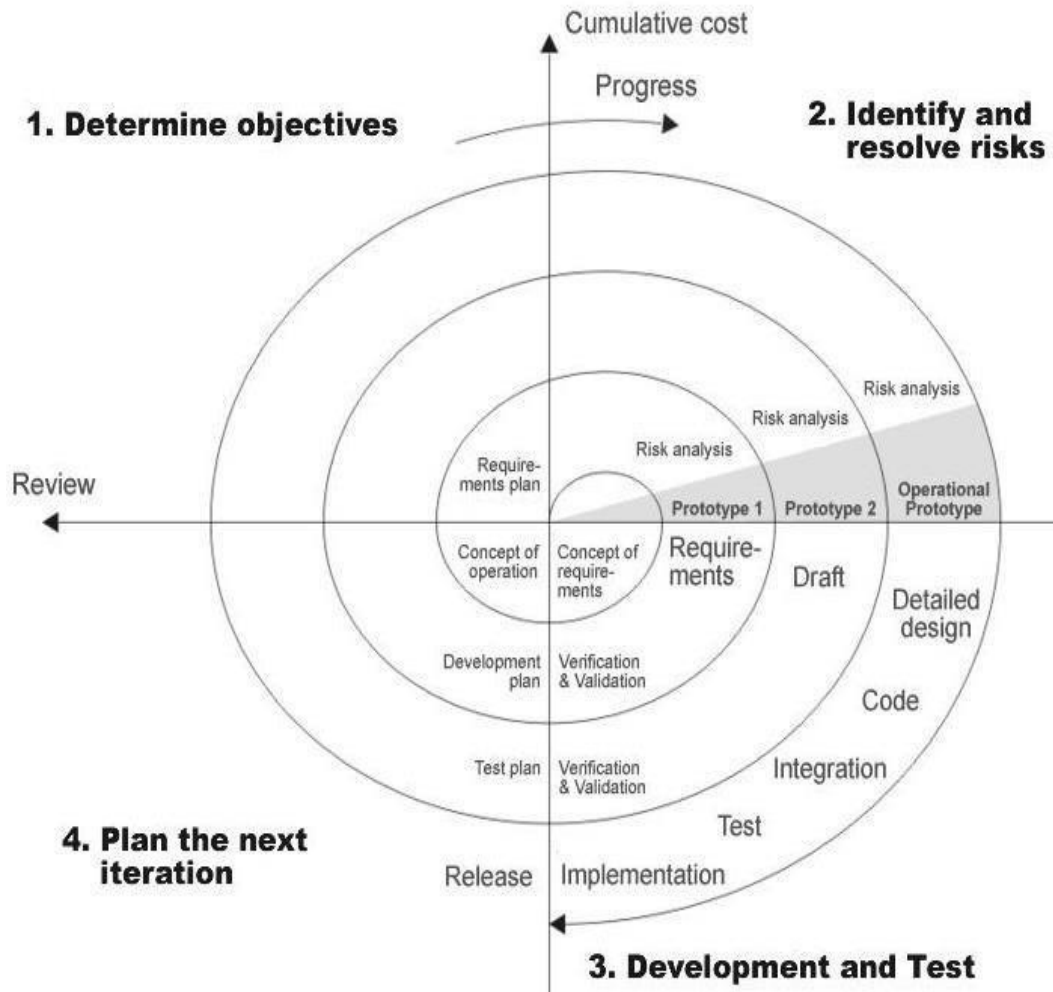 Cumulative cost
Progress
1. Determine objectives
2. Identify and
resolve risks
Risk analysis
Risk analysis
Risk analysis
Require-
ments plan
Review
Prototype 1
Prototype 2
Operational
Prototype
Concept of
operation
Concept of
require-
ments
Require-
ments
Draft
Detailed
design
Development
plan
Verification
& Validation
Code
Test plan
Verification
& Validation
Integration
Test
4. Plan the next
iteration
Release
Implementation
3. Development and Test